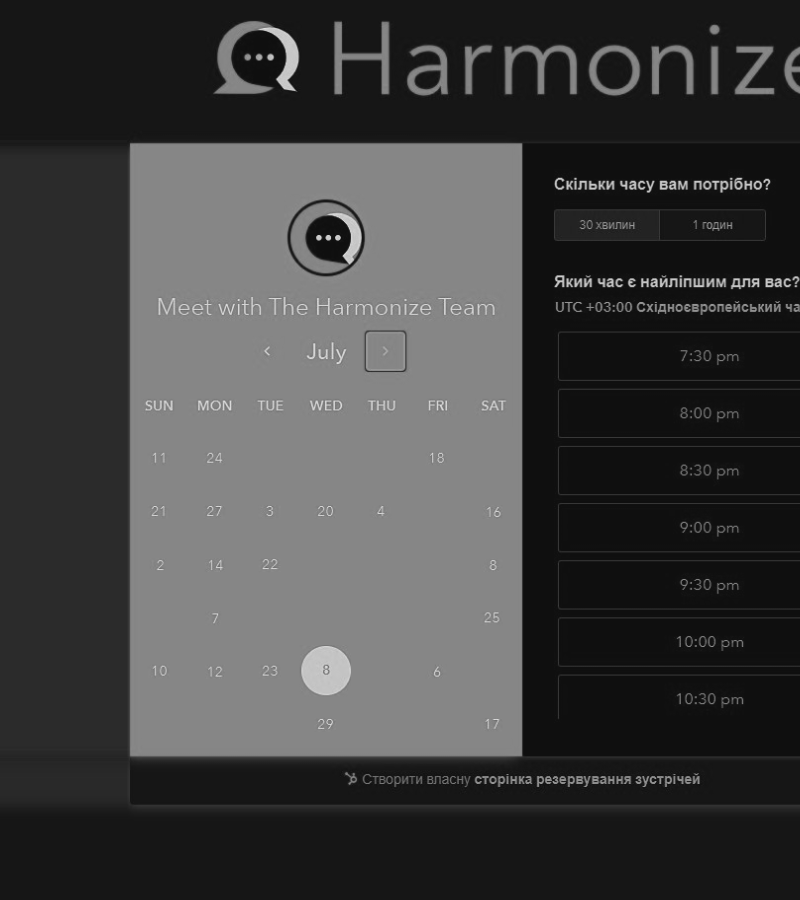 Harmonize
Meet with The Harmonize Team
July
SUN MON TUE WED THU FRI SAT
11 24 18
21 27 3 20 4 16
2 14 22 8
7 25
10 12 23 8 6
29 17
Скільки часу вам потрібно?
30 хвилин 1 годин
Який час є найліпшим для вас?
UTC +03:00 Східноєвропейський ча
7:30 pm
8:00 pm
8:30 pm
9:00 pm
9:30 pm
10:00 pm
10:30 pm
Створити власну сторінка резервування зустрічей